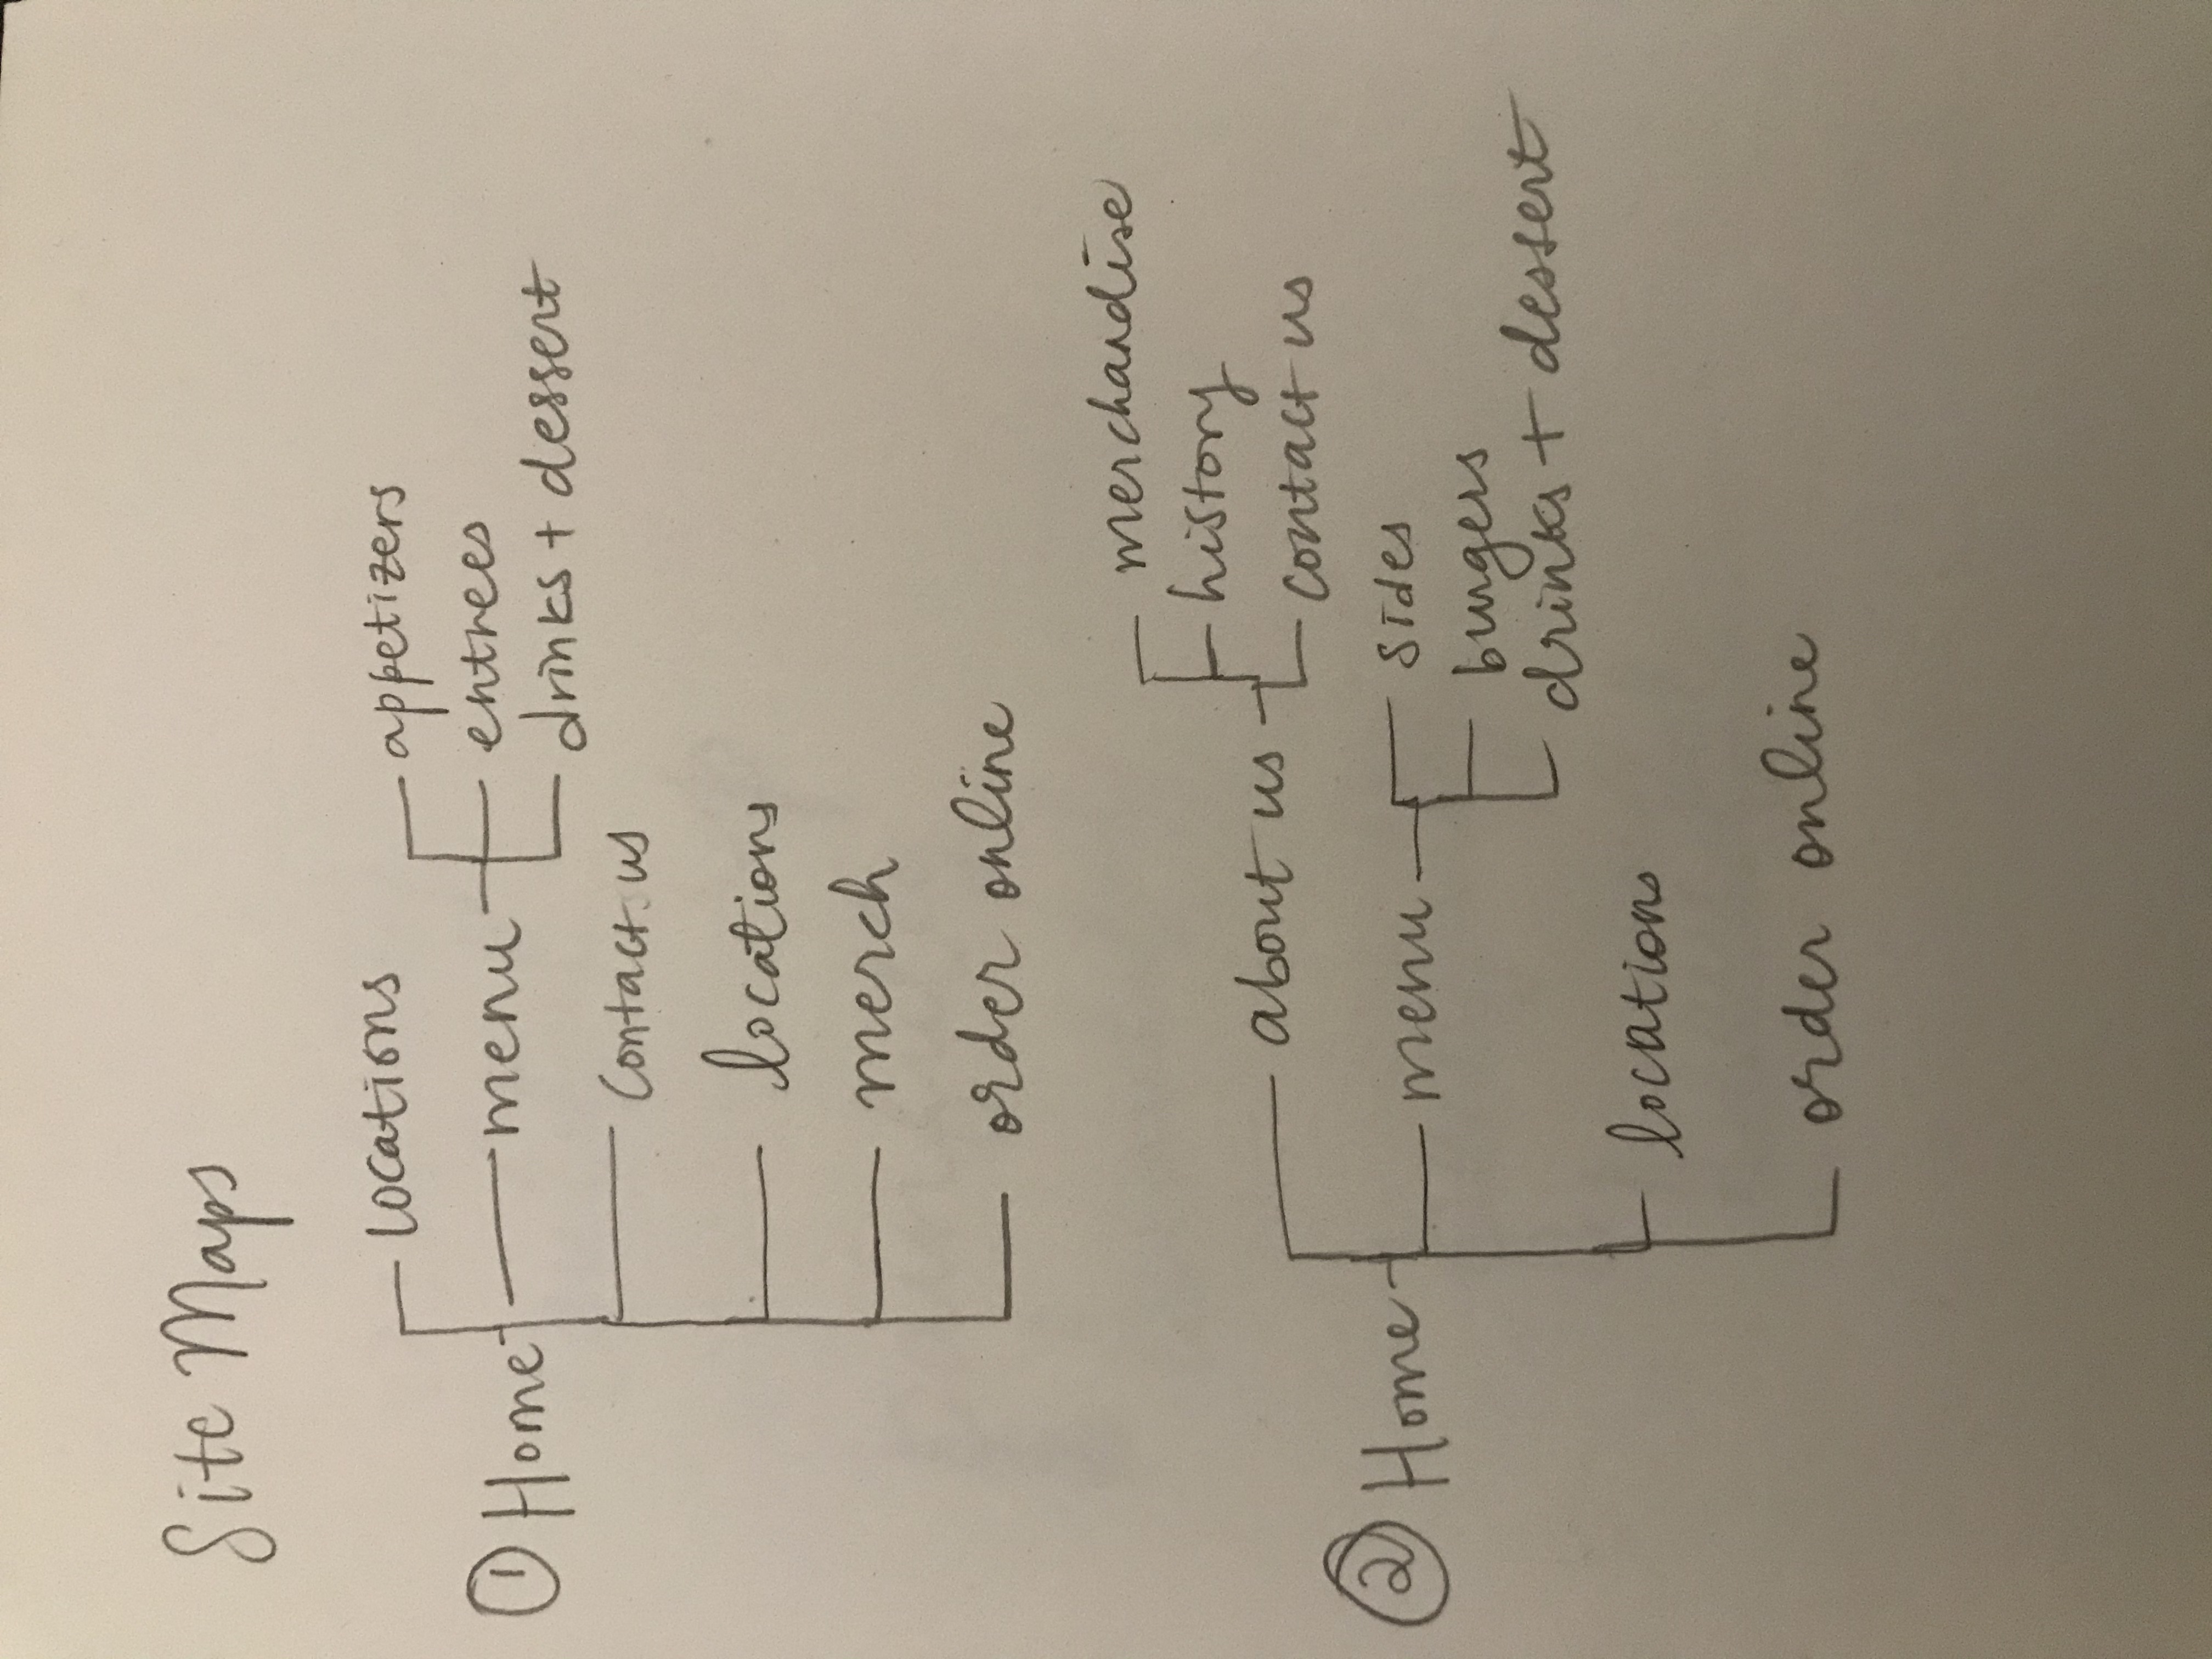 Site Maps
locations
appetizers
① Home
menu
entrees
drinks + dessert
contact us
locations
merch
order online
merchandise
history
about us
contact us
② Home
menu
sides
burgers
drinks + dessert
locations
order online